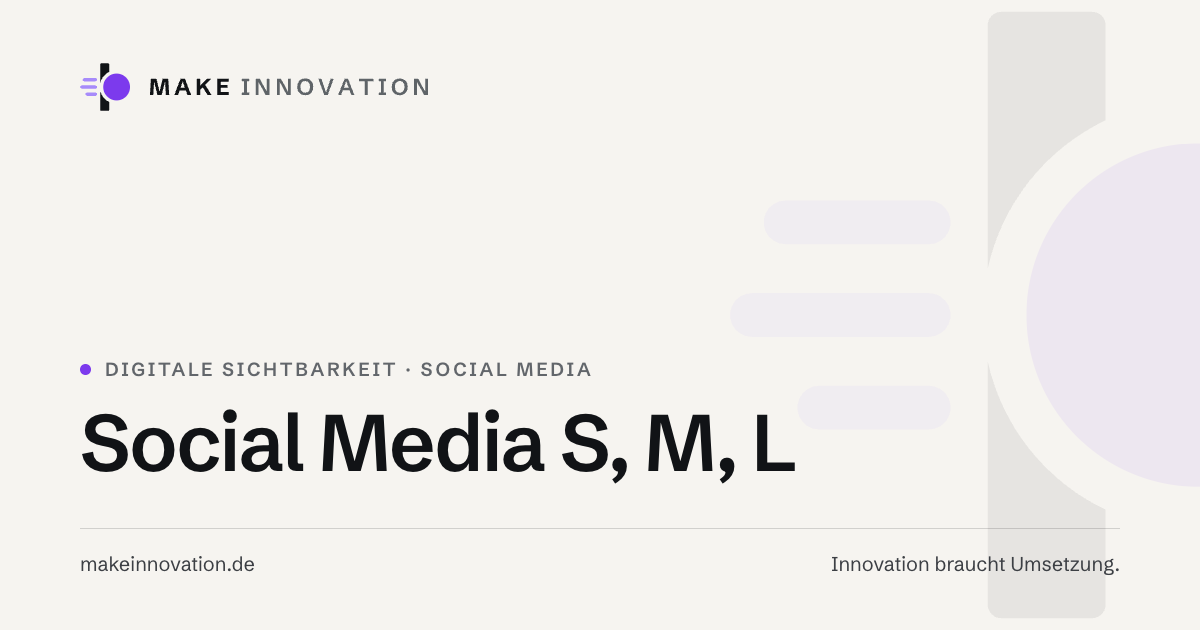 MAKE INNOVATION
DIGITALE SICHTBARKEIT · SOCIAL MEDIA
Social Media S, M, L
makeinnovation.de
Innovation braucht Umsetzung.